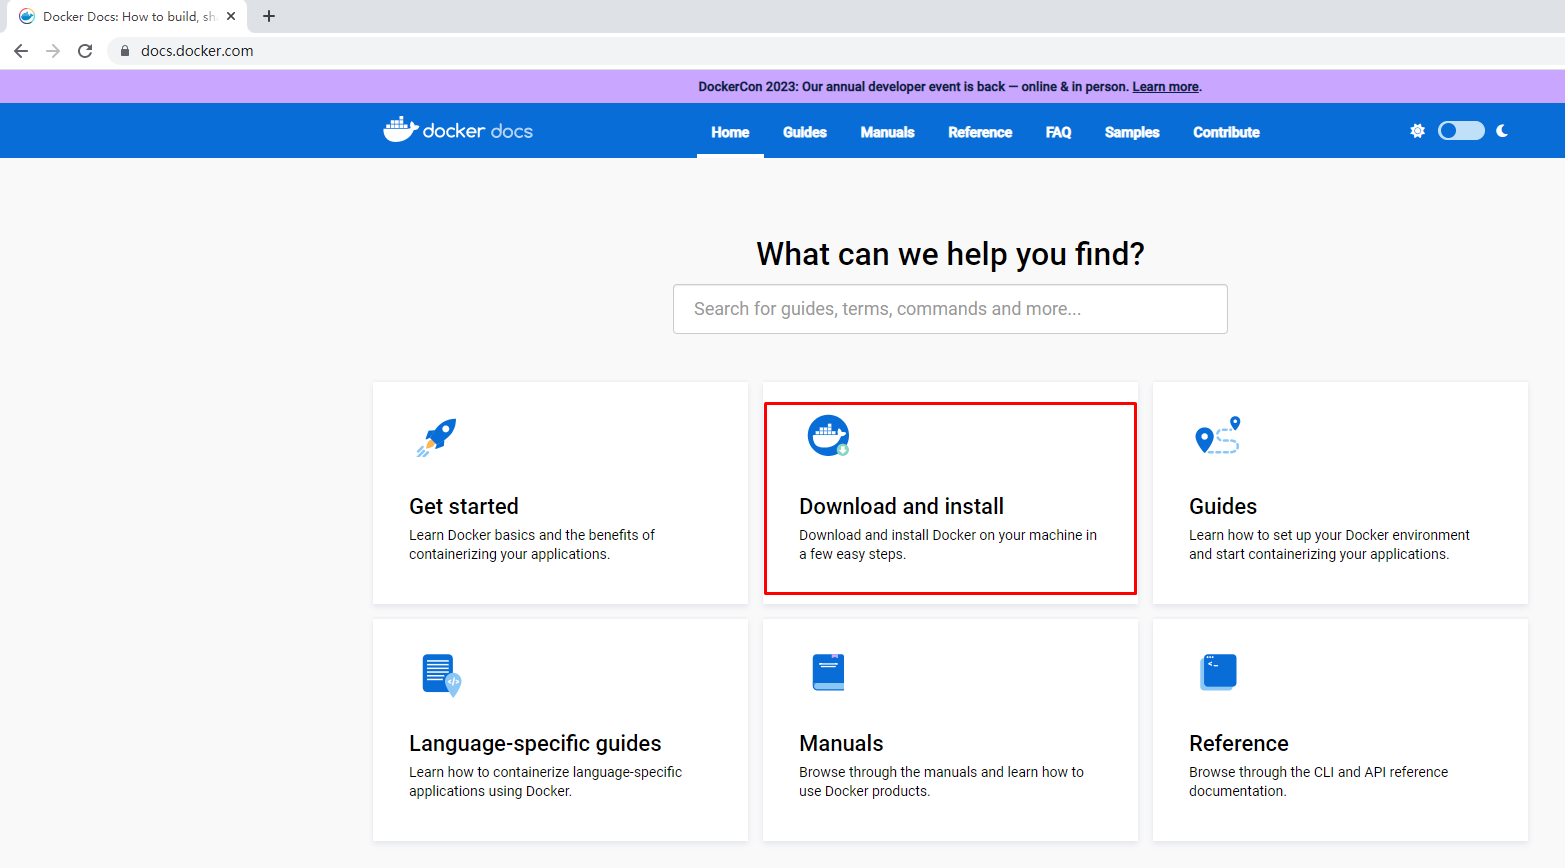 Docker Docs: How to build, sh
docs.docker.com
DockerCon 2023: Our annual developer event is back — online & in person. Learn more.
docker docs
Home Guides Manuals Reference FAQ Samples Contribute
What can we help you find?
Search for guides, terms, commands and more...
Get started
Learn Docker basics and the benefits of
containerizing your applications.
Download and install
Download and install Docker on your machine in
a few easy steps.
Guides
Learn how to set up your Docker environment
and start containerizing your applications.
Language-specific guides
Learn how to containerize language-specific
applications using Docker.
Manuals
Browse through the manuals and learn how to
use Docker products.
Reference
Browse through the CLI and API reference
documentation.